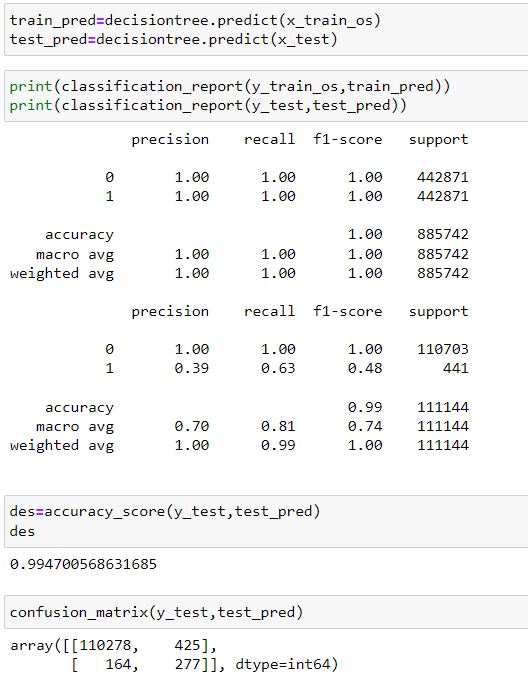 train_pred=decisiontree.predict(x_train_os)
test_pred=decisiontree.predict(x_test)
print(classification_report(y_train_os,train_pred))
print(classification_report(y_test,test_pred))
precision recall f1-score support
0 1.00 1.00 1.00 442871
1 1.00 1.00 1.00 442871
accuracy 1.00 885742
macro avg 1.00 1.00 1.00 885742
weighted avg 1.00 1.00 1.00 885742
precision recall f1-score support
0 1.00 1.00 1.00 110703
1 0.39 0.63 0.48 441
accuracy 0.99 111144
macro avg 0.70 0.81 0.74 111144
weighted avg 1.00 0.99 1.00 111144
des=accuracy_score(y_test,test_pred)
des
0.994700568631685
confusion_matrix(y_test,test_pred)
array([[110278, 425],
[ 164, 277]], dtype=int64)